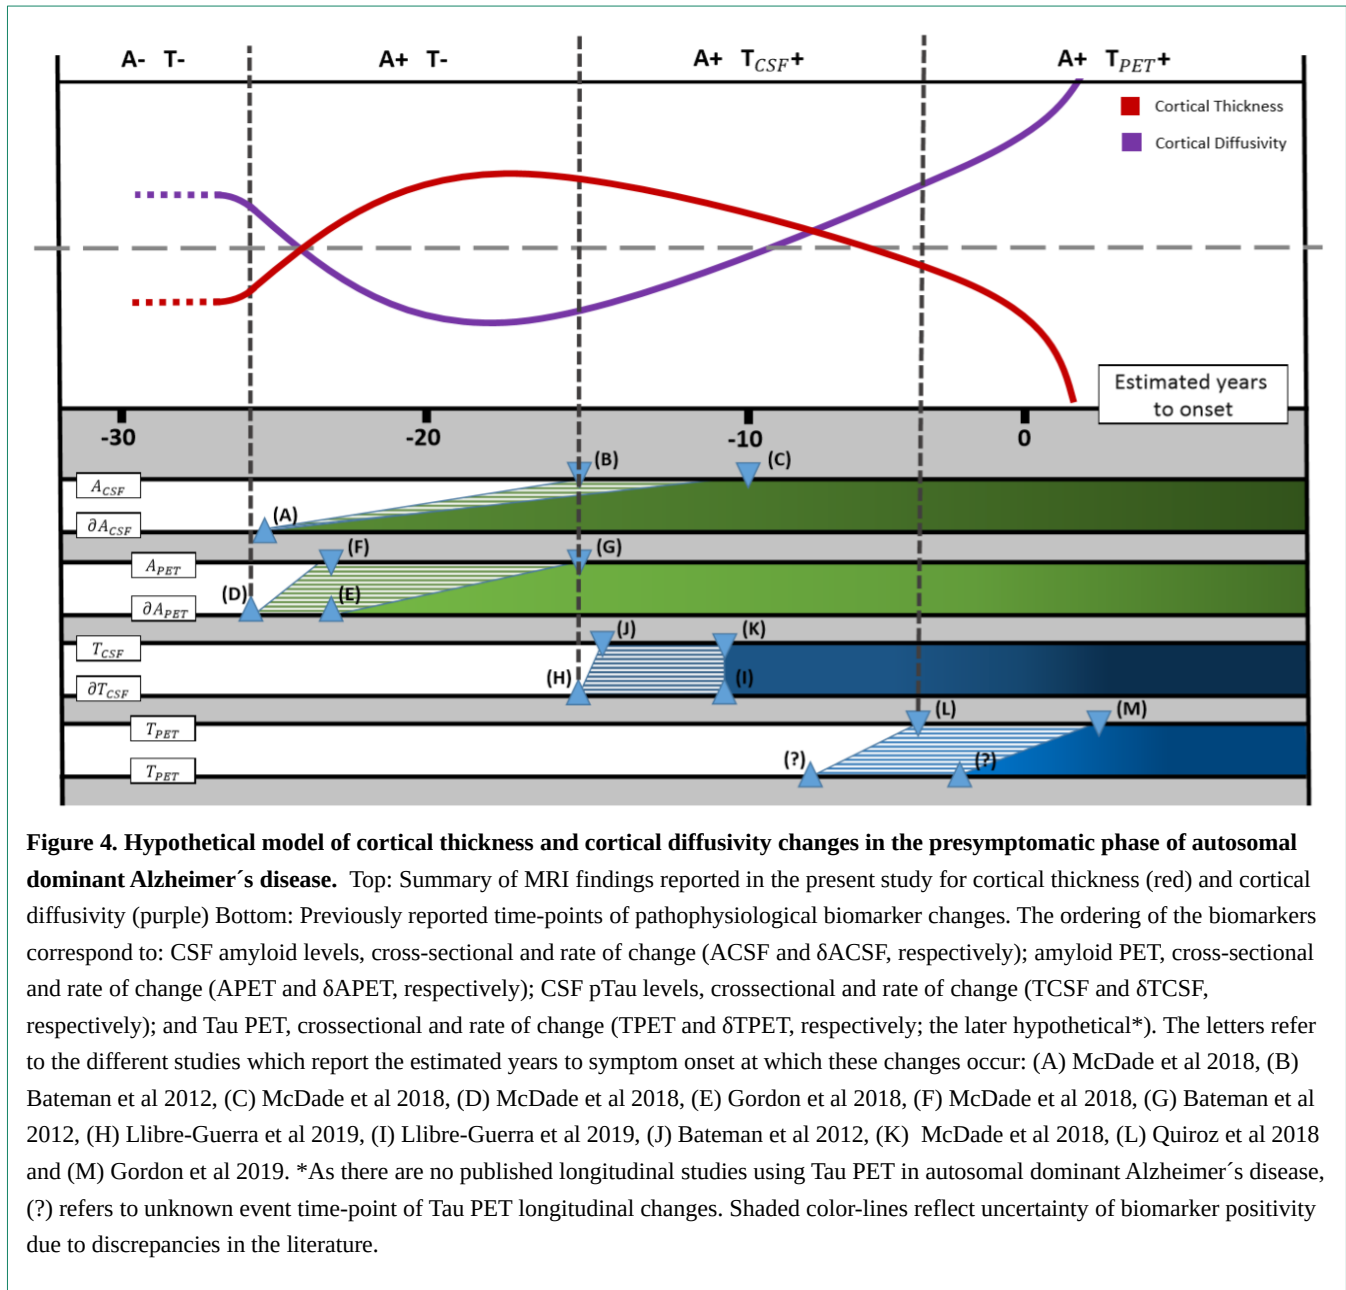 A- T-
A+ T-
A+ T_CSF+
A+ T_PET+
Cortical Thickness
Cortical Diffusivity
Estimated years
to onset
-30
-20
-10
0
(B)
(C)
A_CSF
(A)
∂A_CSF
(F)
(G)
A_PET
(D)
(E)
∂A_PET
(J)
(K)
T_CSF
(H)
(I)
∂T_CSF
(L)
(M)
T_PET
(?)
(?)
T_PET
Figure 4. Hypothetical model of cortical thickness and cortical diffusivity changes in the presymptomatic phase of autosomal
dominant Alzheimer´s disease. Top: Summary of MRI findings reported in the present study for cortical thickness (red) and cortical
diffusivity (purple) Bottom: Previously reported time-points of pathophysiological biomarker changes. The ordering of the biomarkers
correspond to: CSF amyloid levels, cross-sectional and rate of change (ACSF and δACSF, respectively); amyloid PET, cross-sectional
and rate of change (APET and δAPET, respectively); CSF pTau levels, crossectional and rate of change (TCSF and δTCSF,
respectively); and Tau PET, crossectional and rate of change (TPET and δTPET, respectively; the later hypothetical*). The letters refer
to the different studies which report the estimated years to symptom onset at which these changes occur: (A) McDade et al 2018, (B)
Bateman et al 2012, (C) McDade et al 2018, (D) McDade et al 2018, (E) Gordon et al 2018, (F) McDade et al 2018, (G) Bateman et al
2012, (H) Llibre-Guerra et al 2019, (I) Llibre-Guerra et al 2019, (J) Bateman et al 2012, (K) McDade et al 2018, (L) Quiroz et al 2018
and (M) Gordon et al 2019. *As there are no published longitudinal studies using Tau PET in autosomal dominant Alzheimer´s disease,
(?) refers to unknown event time-point of Tau PET longitudinal changes. Shaded color-lines reflect uncertainty of biomarker positivity
due to discrepancies in the literature.